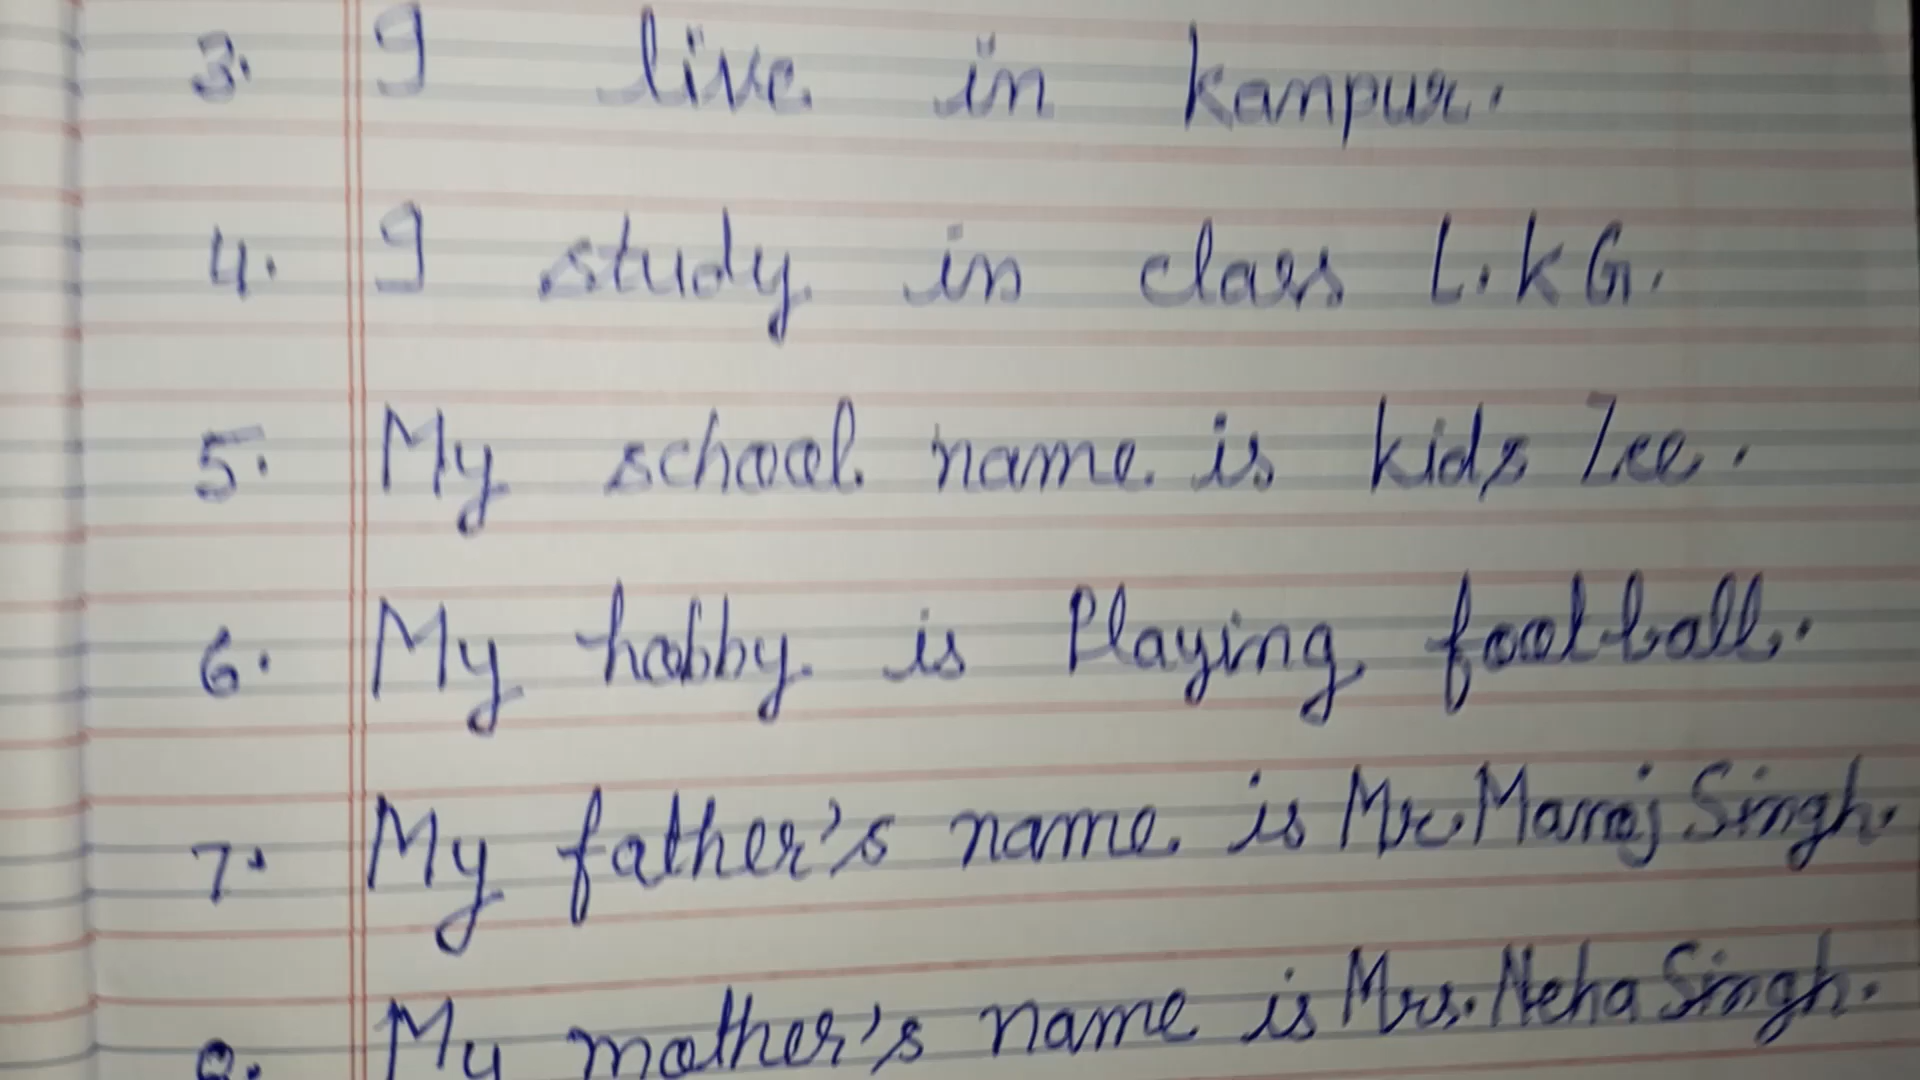 3. I live in kanpur.
4. I study in class L.K G.
5. My school name is kids Zee.
6. My hobby is Playing football.
7. My father's name is Mr. Manoj Singh.
8. My mother's name is Mrs. Neha Singh.